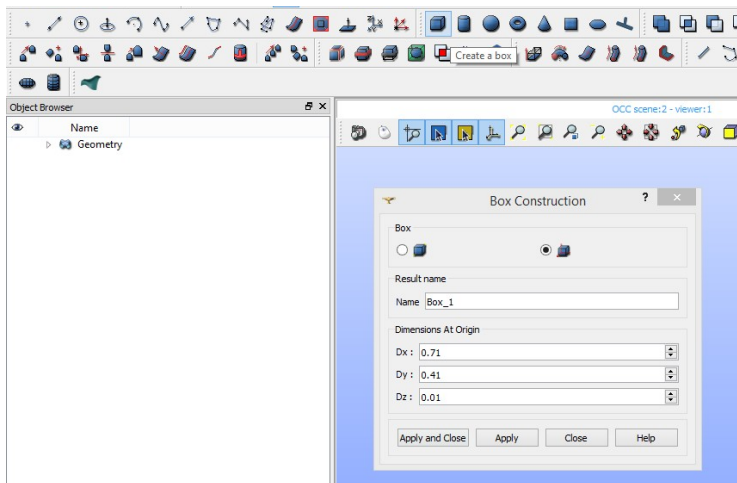 Create a box
Object Browser
OCC scene:2 - viewer:1
Name
Geometry
Box Construction
?
Box
Result name
Name Box_1
Dimensions At Origin
Dx : 0.71
Dy : 0.41
Dz : 0.01
Apply and Close Apply Close Help